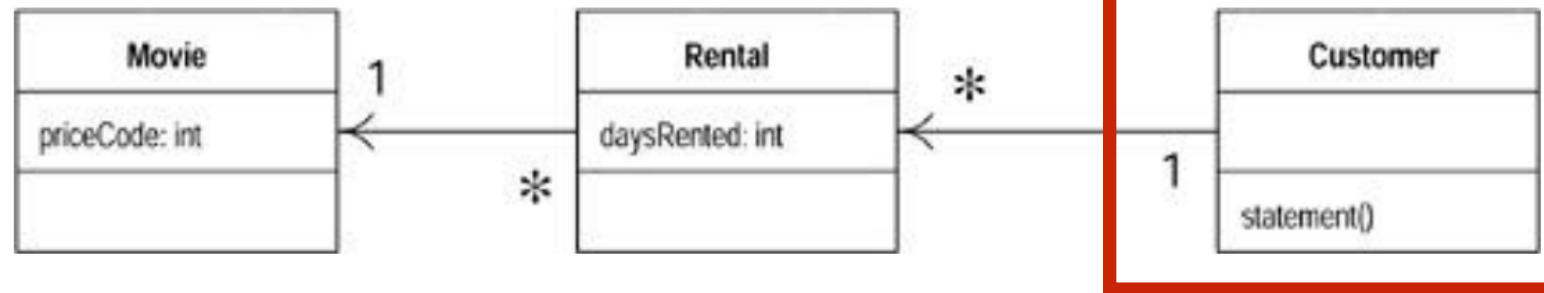 Movie
priceCode: int
1
*
Rental
daysRented: int
*
1
Customer
statement()